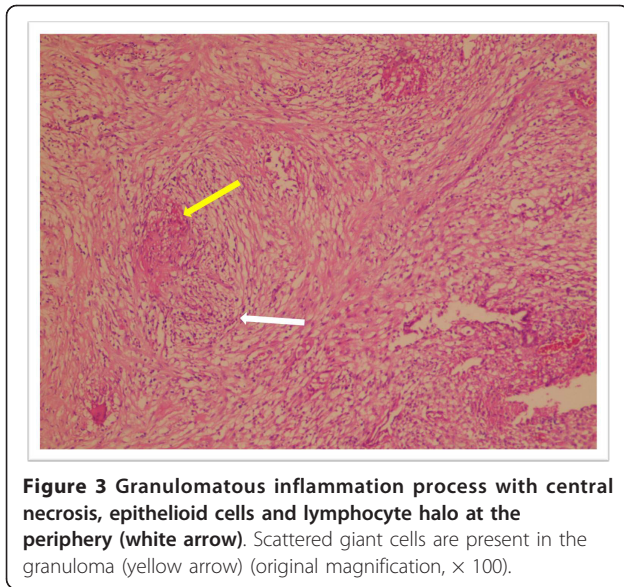 Figure 3 Granulomatous inflammation process with central
necrosis, epithelioid cells and lymphocyte halo at the
periphery (white arrow). Scattered giant cells are present in the
granuloma (yellow arrow) (original magnification, × 100).